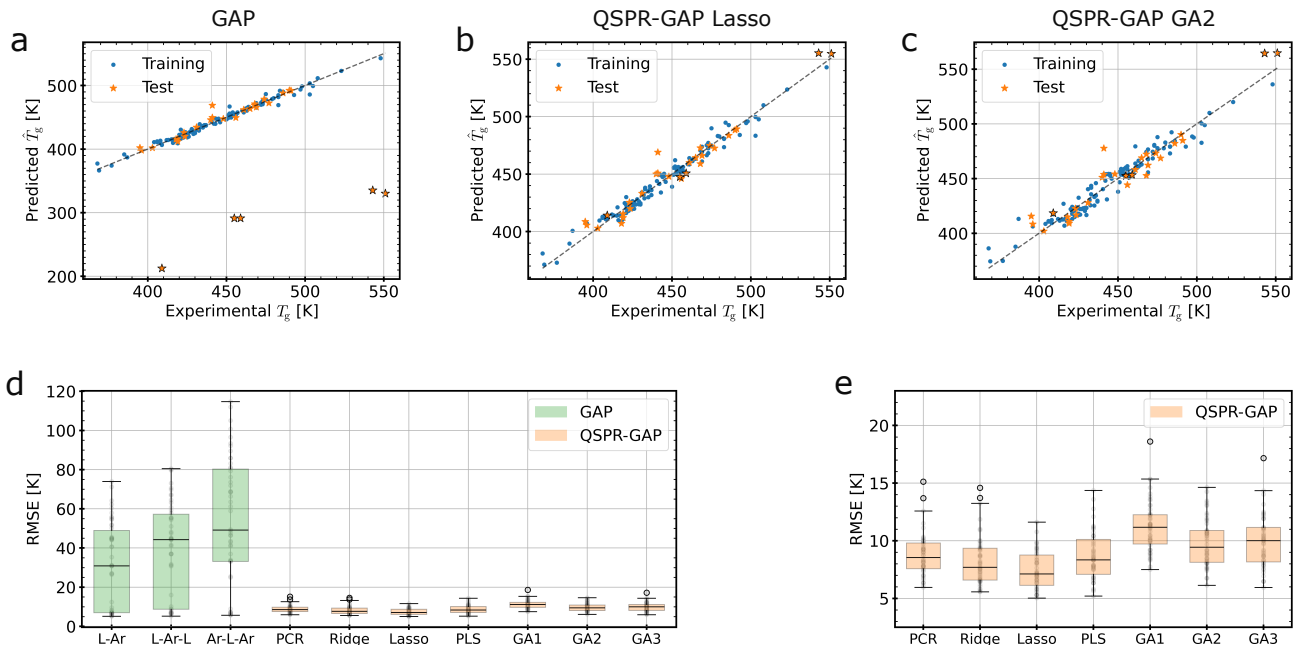 GAP
QSPR-GAP Lasso
QSPR-GAP GA2
a
Training
Test
500
400
300
200
400
450
500
550
Predicted T̂g [K]
Experimental Tg [K]
b
Training
Test
550
500
450
400
400
450
500
550
Predicted T̂g [K]
Experimental Tg [K]
c
Training
Test
550
500
450
400
400
450
500
550
Predicted T̂g [K]
Experimental Tg [K]
d
GAP
QSPR-GAP
120
100
80
60
40
20
0
RMSE [K]
L-Ar L-Ar-L Ar-L-Ar PCR Ridge Lasso PLS GA1 GA2 GA3
e
QSPR-GAP
20
15
10
5
RMSE [K]
PCR Ridge Lasso PLS GA1 GA2 GA3